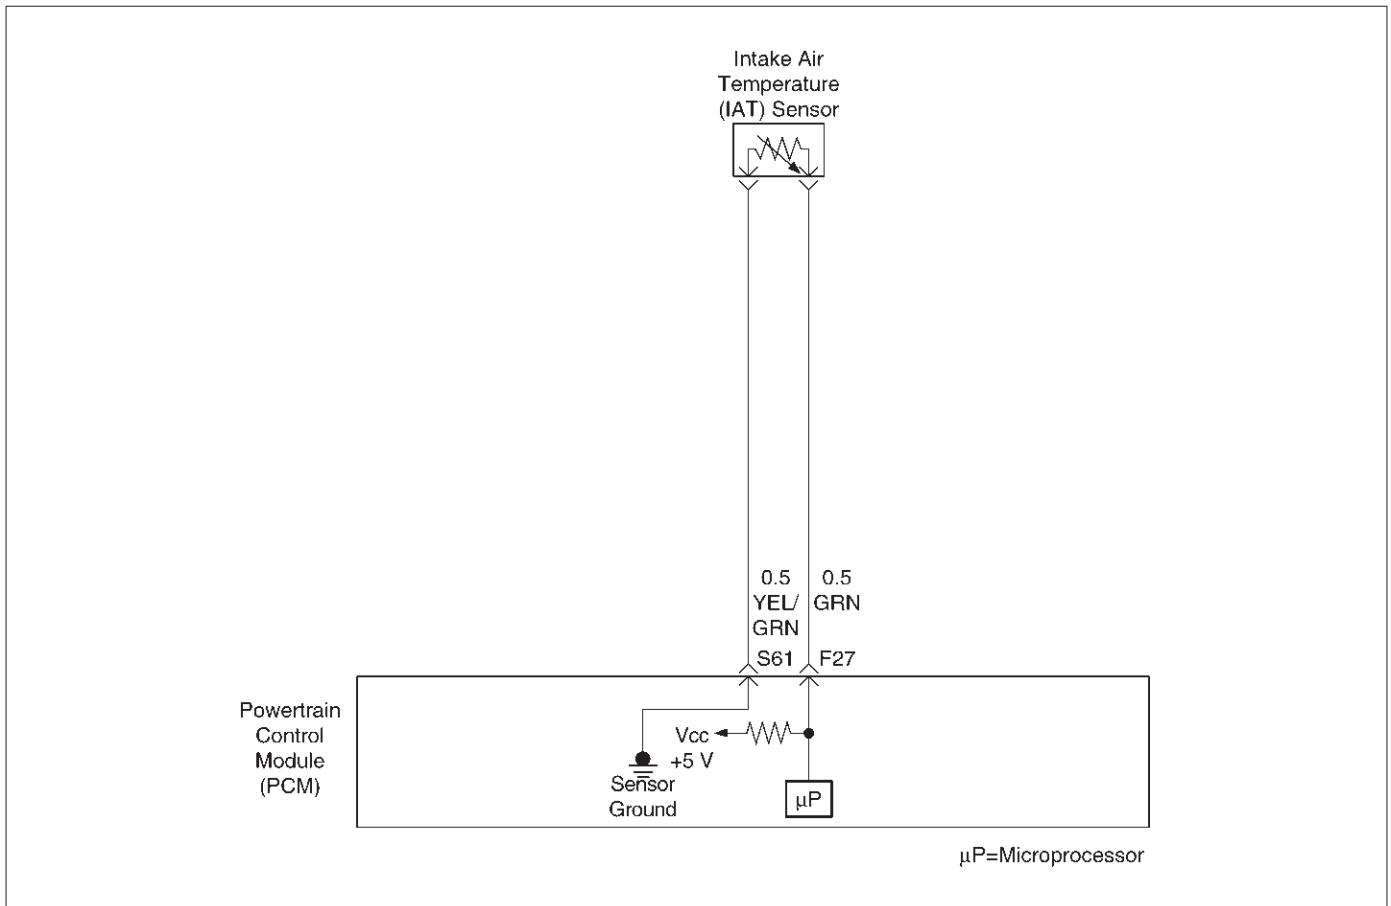 Intake Air
Temperature
(IAT) Sensor
0.5
YEL/
GRN
0.5
GRN
S61
F27
Powertrain
Control
Module
(PCM)
Vcc
+5 V
Sensor
Ground
µP
µP=Microprocessor